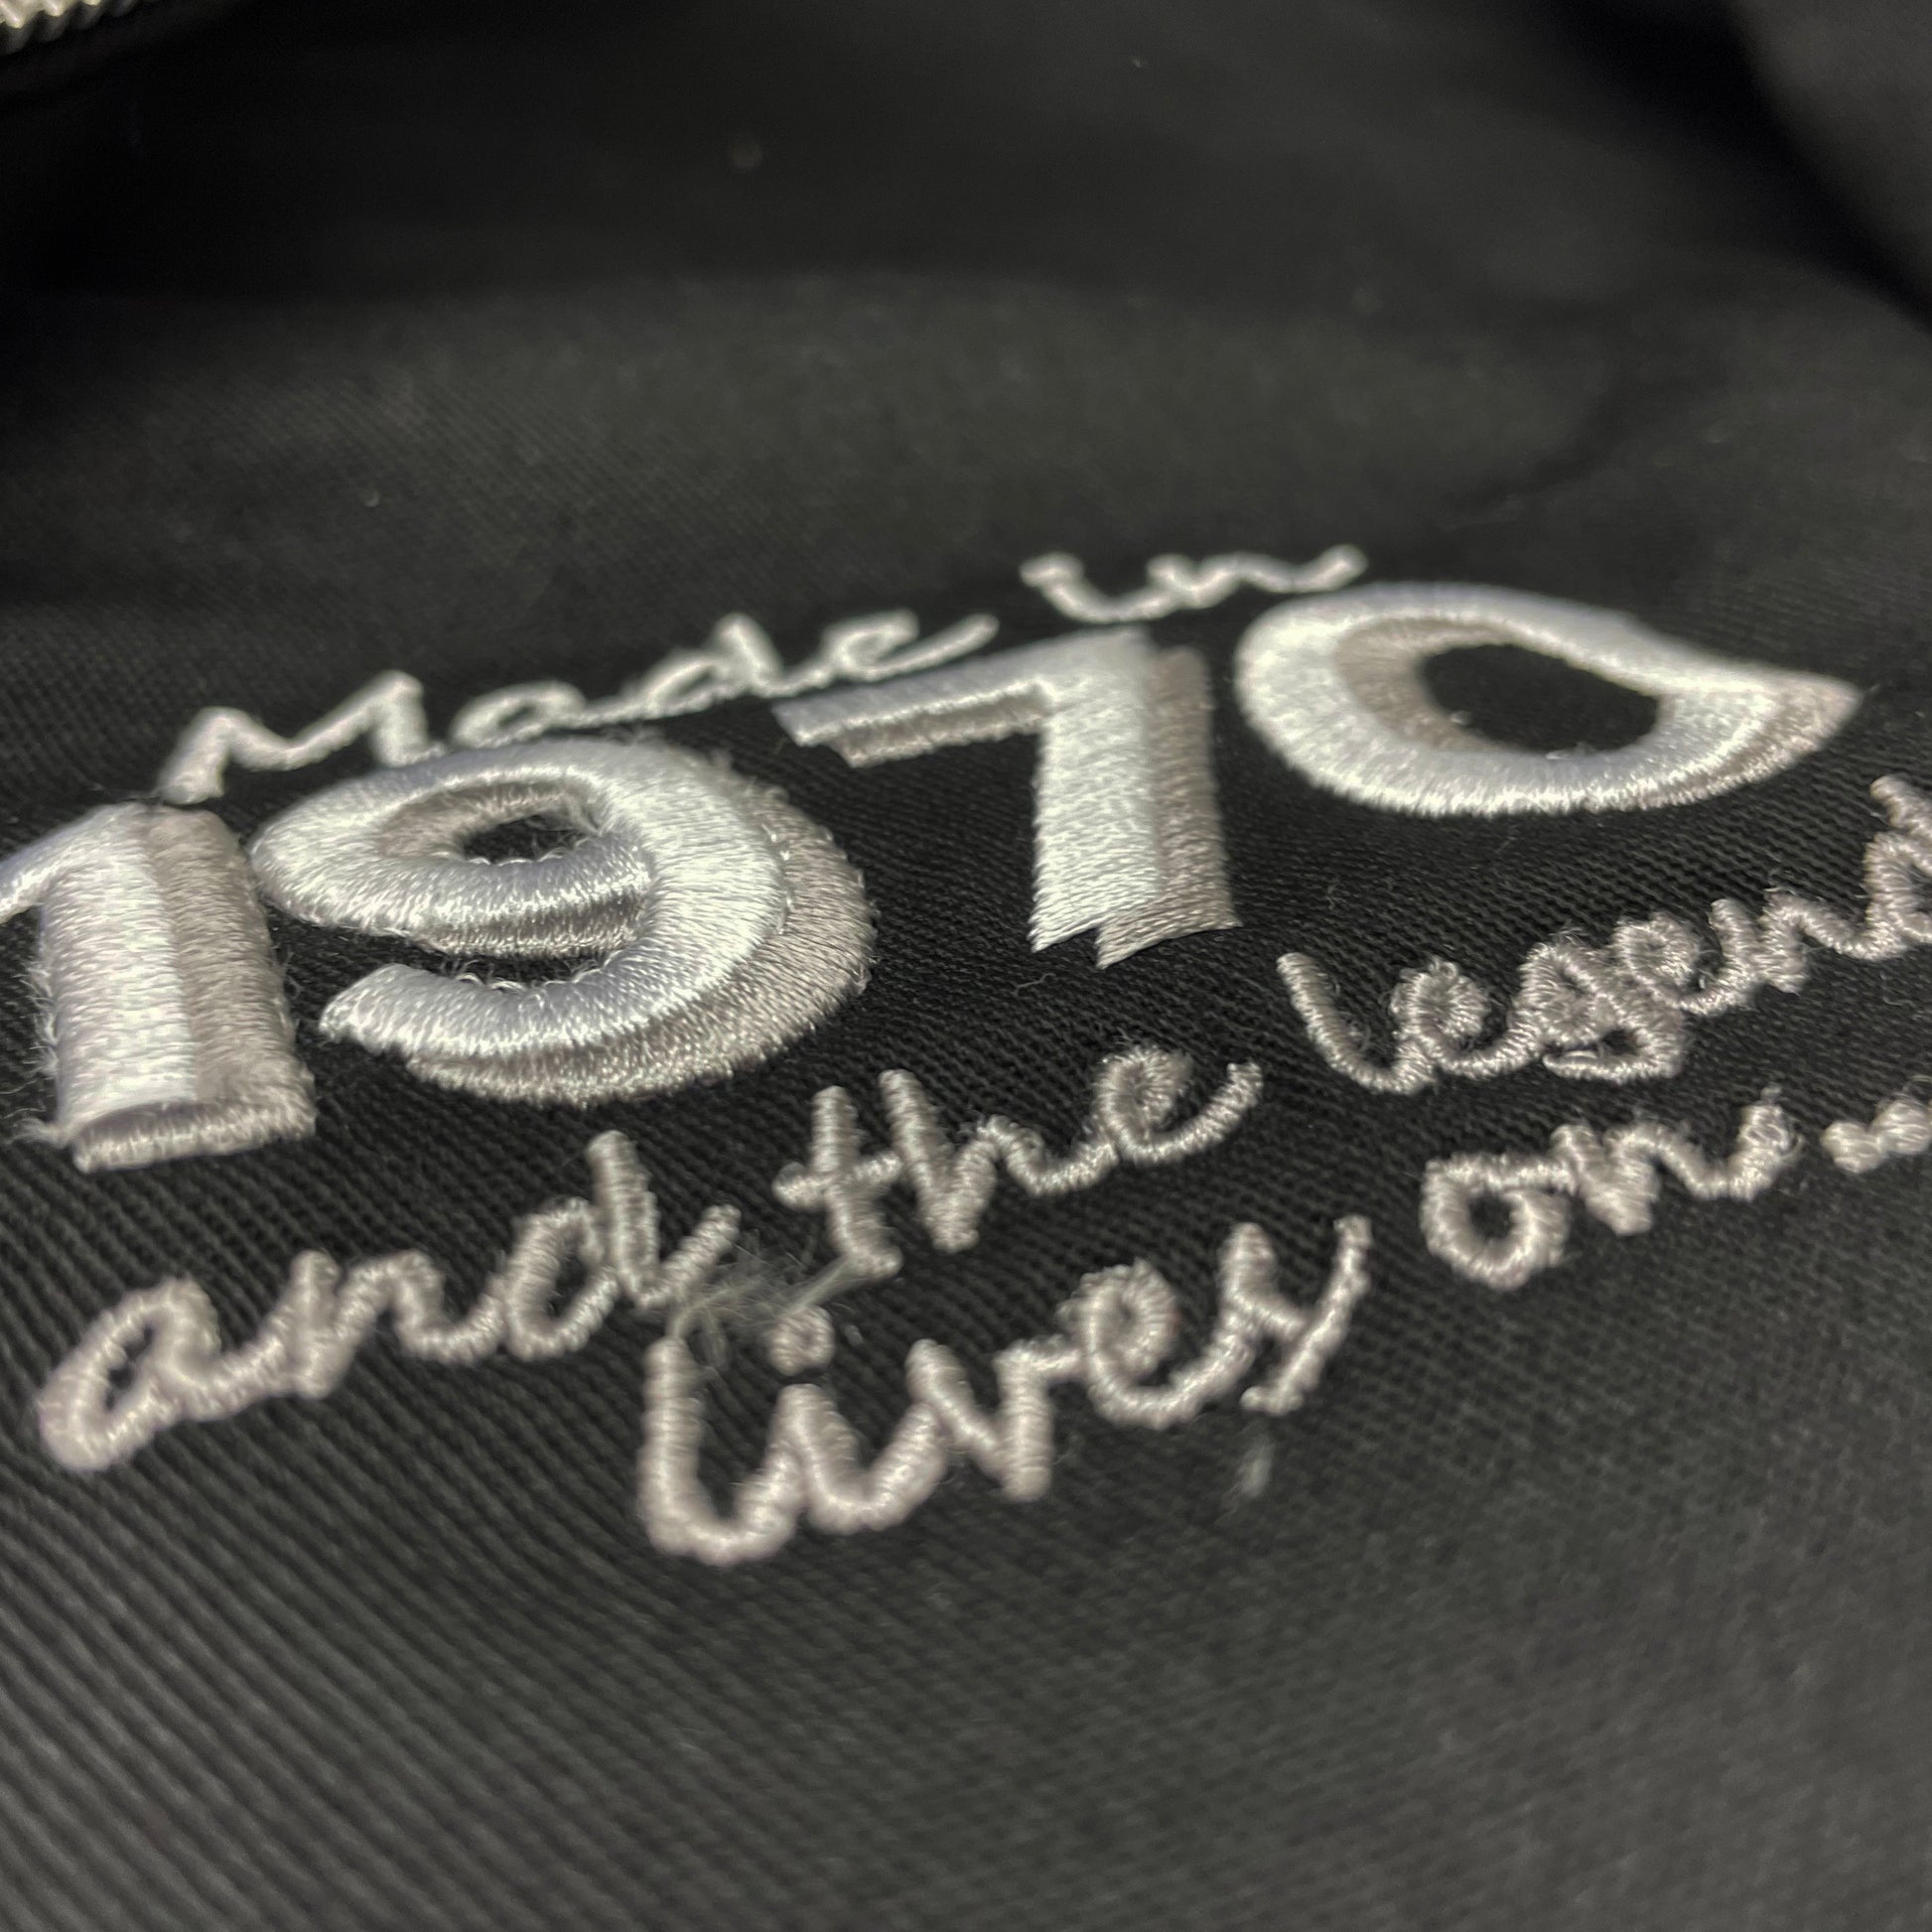 Made in
1970
and the legend
lives on...